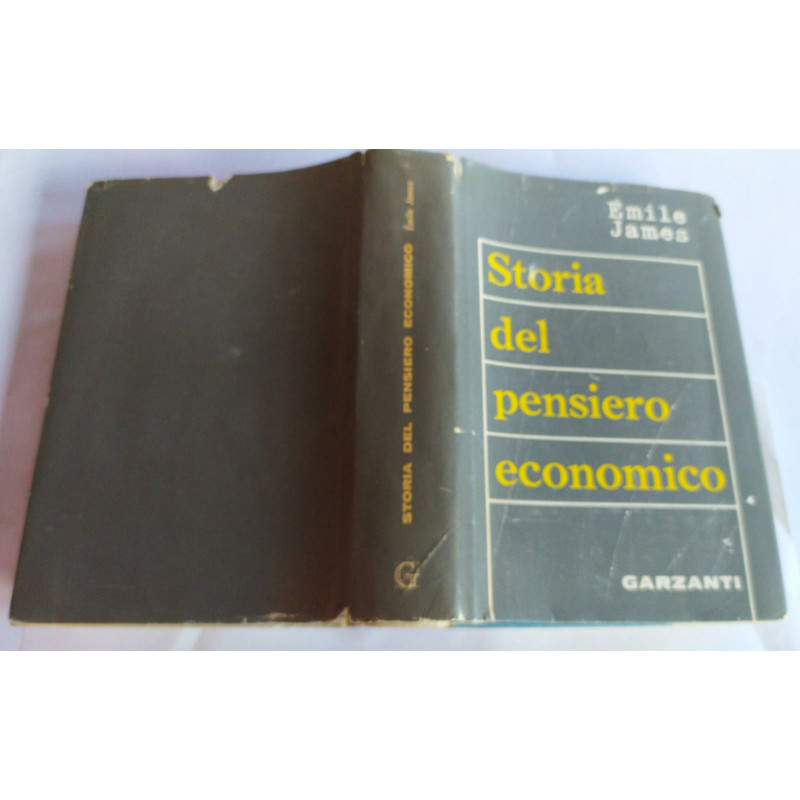 Émile
James
Storia
del
pensiero
economico
GARZANTI
STORIA DEL PENSIERO ECONOMICO Émile James
G